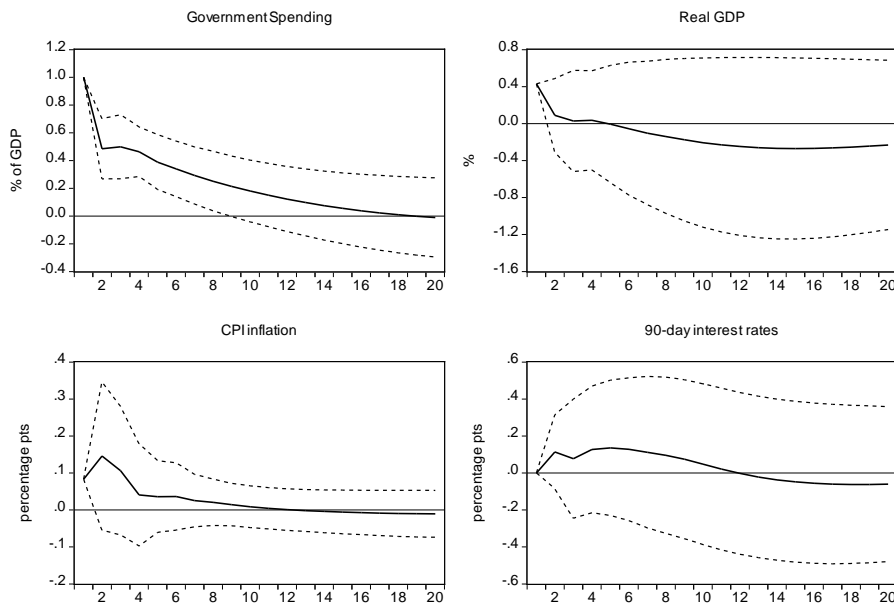 Government Spending
Real GDP
% of GDP
1.2
1.0
0.8
0.6
0.4
0.2
0.0
-0.2
-0.4
2 4 6 8 10 12 14 16 18 20
%
0.8
0.4
0.0
-0.4
-0.8
-1.2
-1.6
2 4 6 8 10 12 14 16 18 20
CPI inflation
90-day interest rates
percentage pts
.4
.3
.2
.1
.0
-.1
-.2
2 4 6 8 10 12 14 16 18 20
percentage pts
.6
.4
.2
.0
-.2
-.4
-.6
2 4 6 8 10 12 14 16 18 20